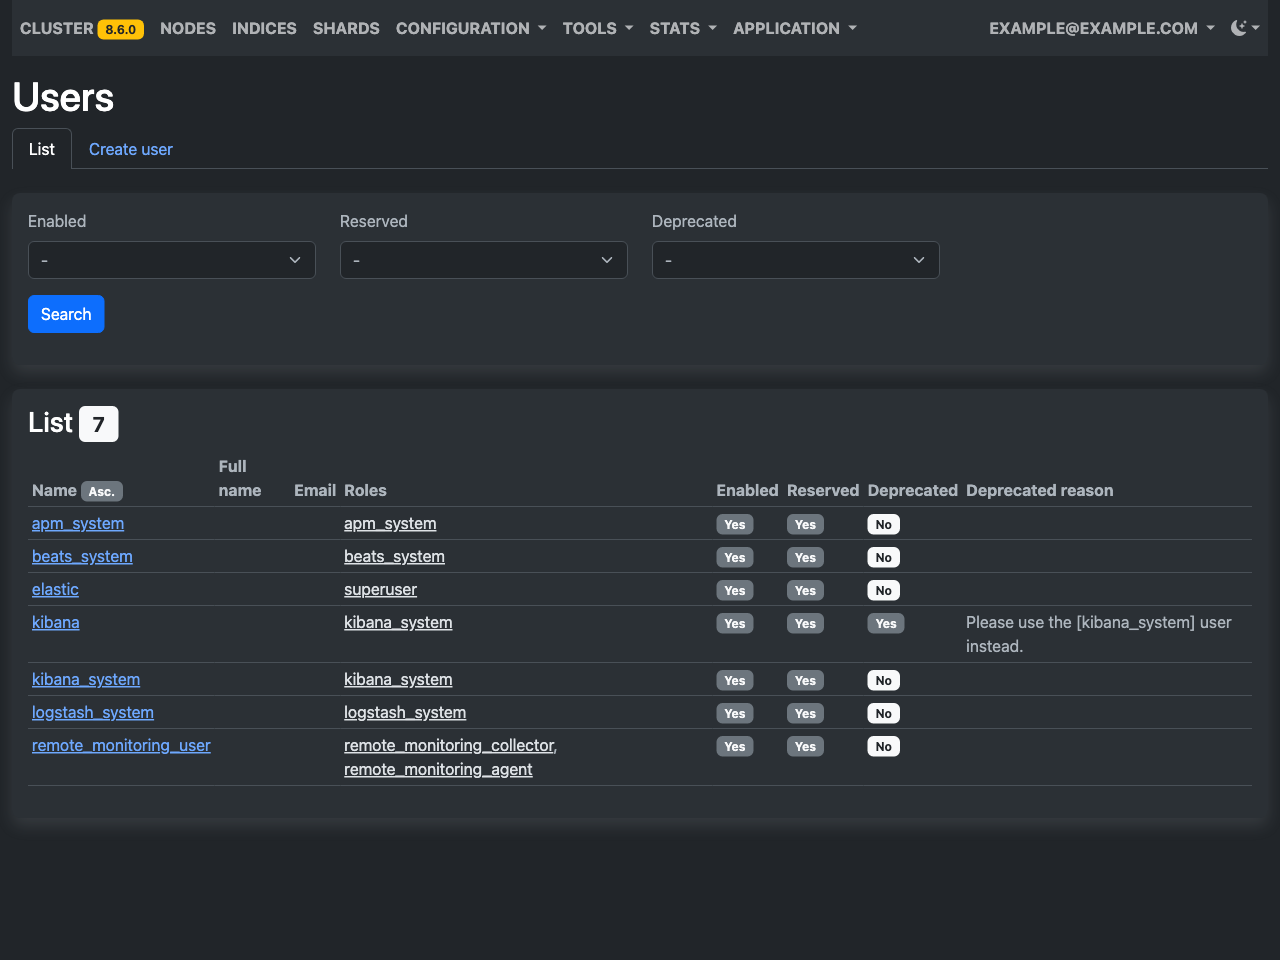 CLUSTER 8.6.0 NODES INDICES SHARDS CONFIGURATION TOOLS STATS APPLICATION EXAMPLE@EXAMPLE.COM
Users
List Create user
Enabled Reserved Deprecated
- - -
Search
List 7
Name Asc. Full name Email Roles Enabled Reserved Deprecated Deprecated reason
apm_system apm_system Yes Yes No
beats_system beats_system Yes Yes No
elastic superuser Yes Yes No
kibana kibana_system Yes Yes Yes Please use the [kibana_system] user
instead.
kibana_system kibana_system Yes Yes No
logstash_system logstash_system Yes Yes No
remote_monitoring_user remote_monitoring_collector, Yes Yes No
remote_monitoring_agent